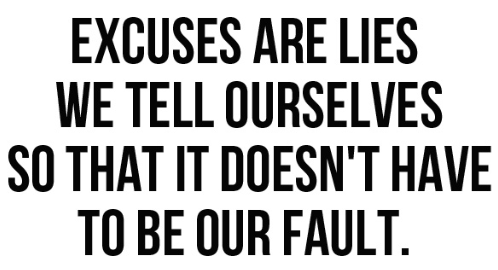 EXCUSES ARE LIES
WE TELL OURSELVES
SO THAT IT DOESN'T HAVE
TO BE OUR FAULT.